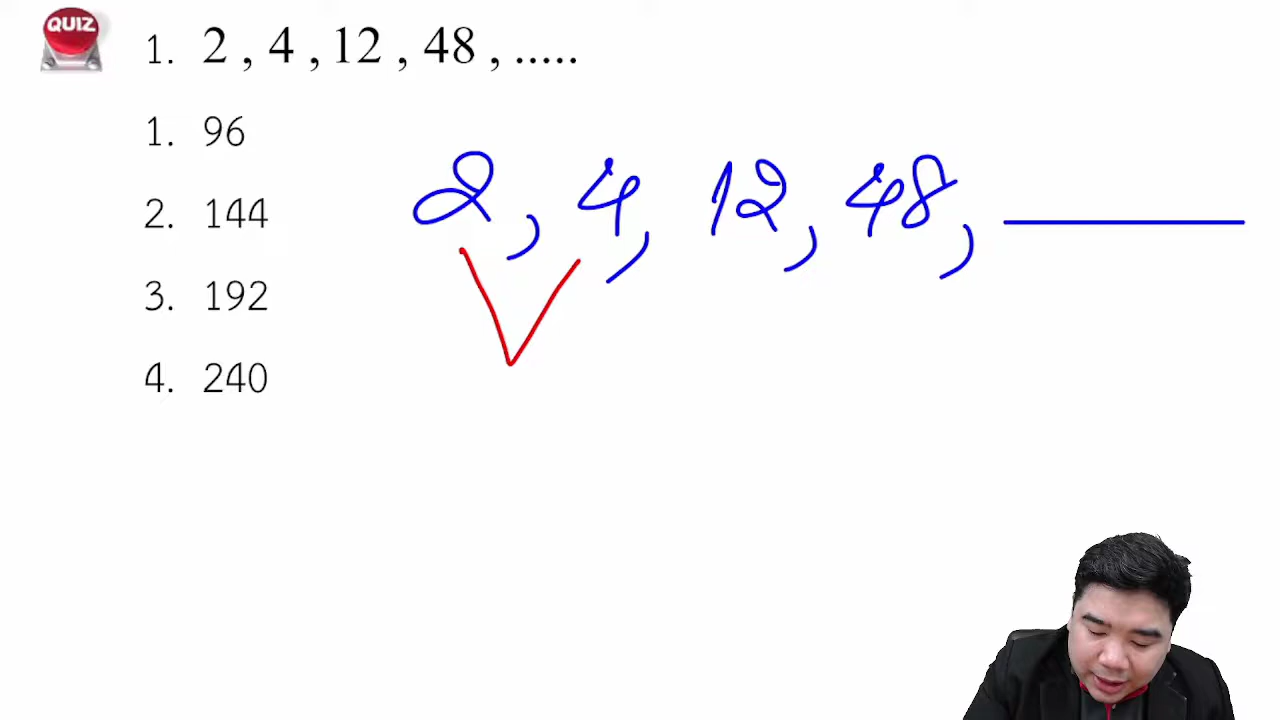 QUIZ
1. 2 , 4 , 12 , 48 , .....
1. 96
2. 144
3. 192
4. 240
2, 4, 12, 48,